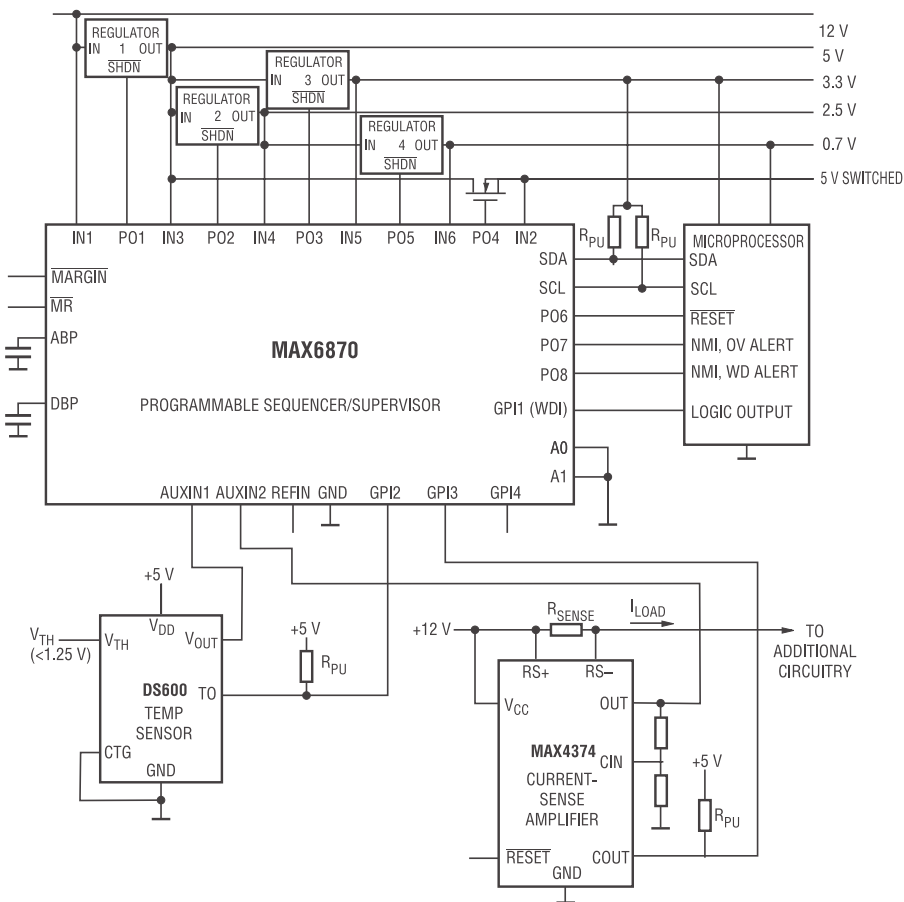 REGULATOR
IN 1 OUT
SHDN
12 V
5 V
REGULATOR
IN 3 OUT
SHDN
3.3 V
REGULATOR
IN 2 OUT
SHDN
2.5 V
REGULATOR
IN 4 OUT
SHDN
0.7 V
5 V SWITCHED
IN1 PO1 IN3 PO2 IN4 PO3 IN5 PO5 IN6 PO4 IN2
RPU RPU
MICROPROCESSOR
MARGIN
MR
ABP
DBP
MAX6870
PROGRAMMABLE SEQUENCER/SUPERVISOR
SDA
SCL
PO6
PO7
PO8
GPI1 (WDI)
A0
A1
SDA
SCL
RESET
NMI, OV ALERT
NMI, WD ALERT
LOGIC OUTPUT
AUXIN1 AUXIN2 REFIN GND GPI2 GPI3 GPI4
+5 V
VTH
(<1.25 V)
VTH
VDD
VOUT
DS600
TEMP
SENSOR
TO
CTG
GND
+5 V
RPU
+12 V
RSENSE
ILOAD
TO
ADDITIONAL
CIRCUITRY
RS+ RS–
VCC
OUT
MAX4374
CURRENT-
SENSE
AMPLIFIER
CIN
RESET
COUT
GND
+5 V
RPU